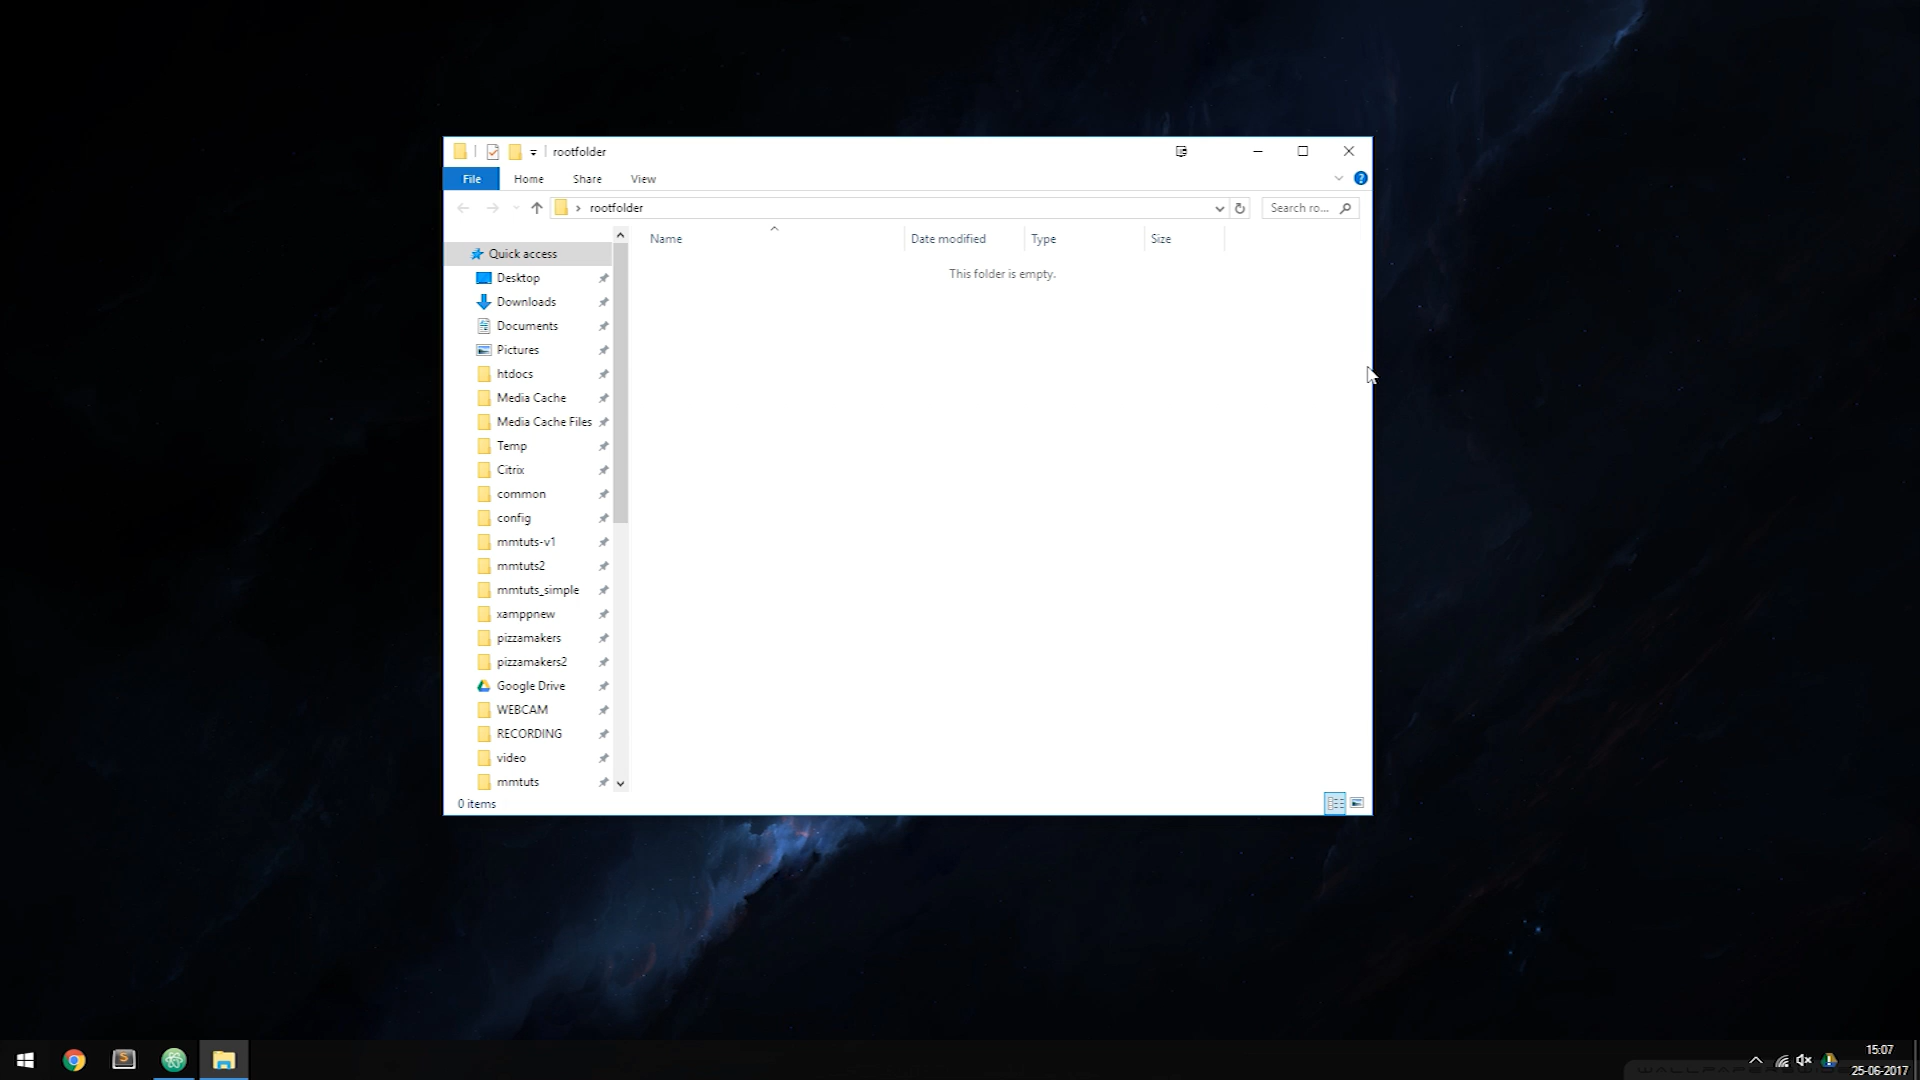 rootfolder
File Home Share View
rootfolder
Search ro...
Name Date modified Type Size
This folder is empty.
Quick access
Desktop
Downloads
Documents
Pictures
htdocs
Media Cache
Media Cache Files
Temp
Citrix
common
config
mmtuts-v1
mmtuts2
mmtuts_simple
xamppnew
pizzamakers
pizzamakers2
Google Drive
WEBCAM
RECORDING
video
mmtuts
0 items
15:07
25-06-2017